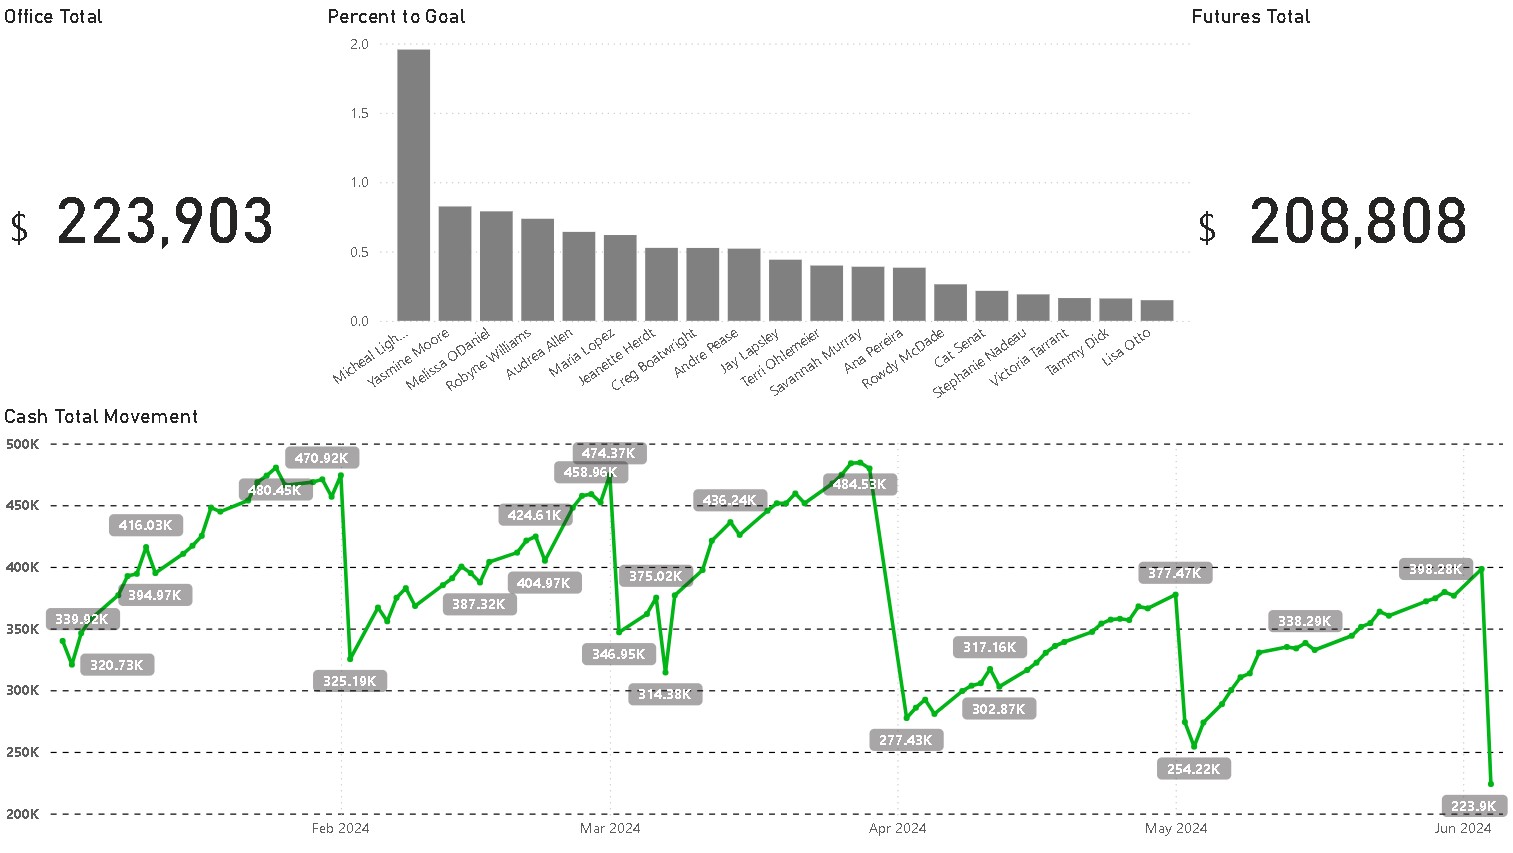 Office Total
Percent to Goal
Futures Total
2.0
1.5
1.0
0.5
0.0
$ 223,903
$ 208,808
Micheal Ligh...
Yasmine Moore
Melissa ODaniel
Robyne Williams
Audrea Allen
Maria Lopez
Jeanette Herdt
Creg Boatwright
Andre Pease
Jay Lapsley
Terri Ohlemeier
Savannah Murray
Ana Pereira
Rowdy McDade
Cat Senat
Stephanie Nadeau
Victoria Tarrant
Tammy Dick
Lisa Otto
Cash Total Movement
500K
450K
400K
350K
300K
250K
200K
339.92K
320.73K
416.03K
394.97K
480.45K
470.92K
325.19K
387.32K
424.61K
404.97K
458.96K
474.37K
346.95K
375.02K
314.38K
436.24K
484.53K
277.43K
317.16K
302.87K
377.47K
254.22K
338.29K
398.28K
223.9K
Feb 2024
Mar 2024
Apr 2024
May 2024
Jun 2024